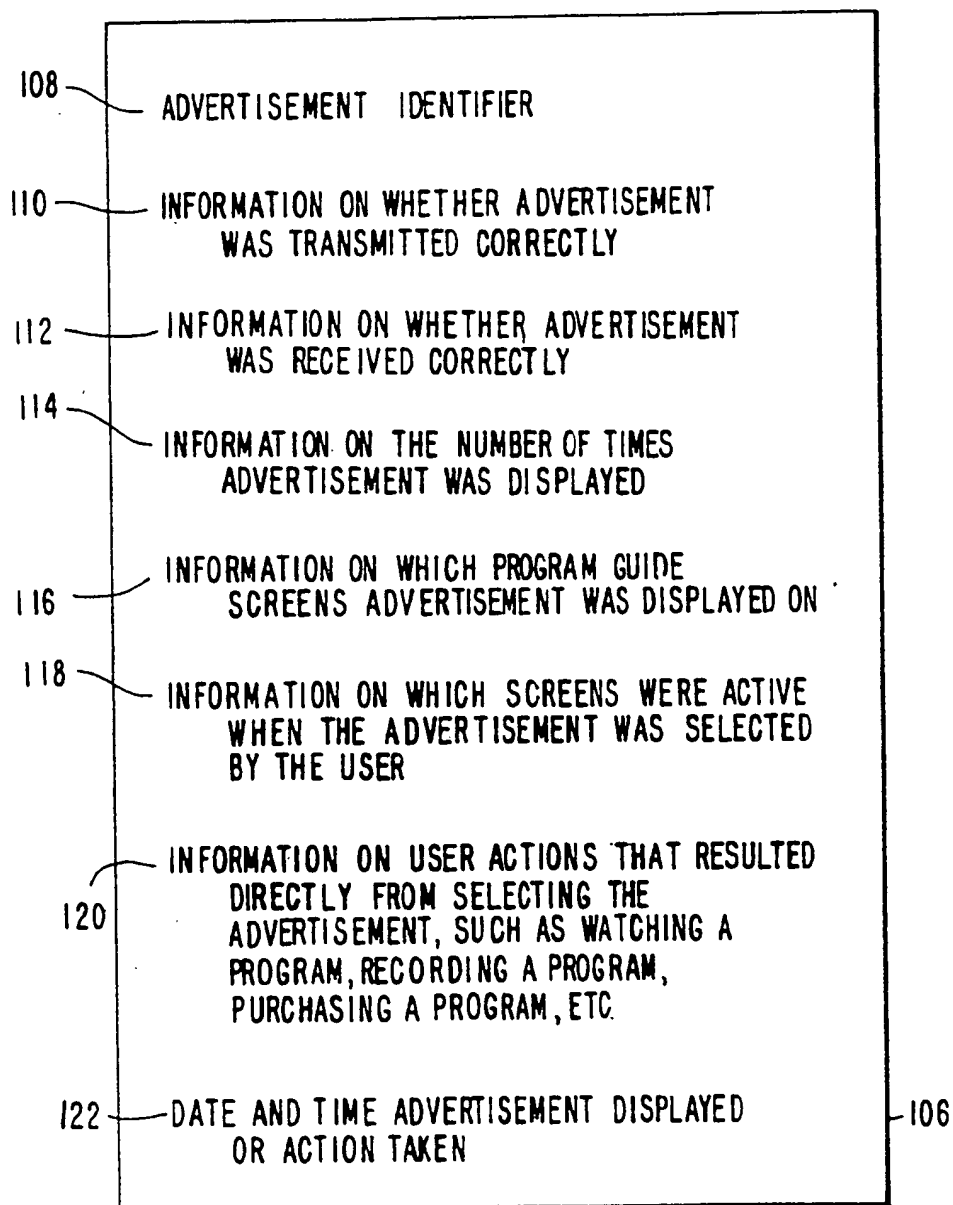 108
ADVERTISEMENT IDENTIFIER
110
INFORMATION ON WHETHER ADVERTISEMENT
WAS TRANSMITTED CORRECTLY
112
INFORMATION ON WHETHER ADVERTISEMENT
WAS RECEIVED CORRECTLY
114
INFORMATION ON THE NUMBER OF TIMES
ADVERTISEMENT WAS DISPLAYED
INFORMATION ON WHICH PROGRAM GUIDE
116
SCREENS ADVERTISEMENT WAS DISPLAYED ON
118
INFORMATION ON WHICH SCREENS WERE ACTIVE
WHEN THE ADVERTISEMENT WAS SELECTED
BY THE USER
INFORMATION ON USER ACTIONS THAT RESULTED
DIRECTLY FROM SELECTING THE
120
ADVERTISEMENT, SUCH AS WATCHING A
PROGRAM, RECORDING A PROGRAM,
PURCHASING A PROGRAM, ETC.
122
DATE AND TIME ADVERTISEMENT DISPLAYED
106
OR ACTION TAKEN